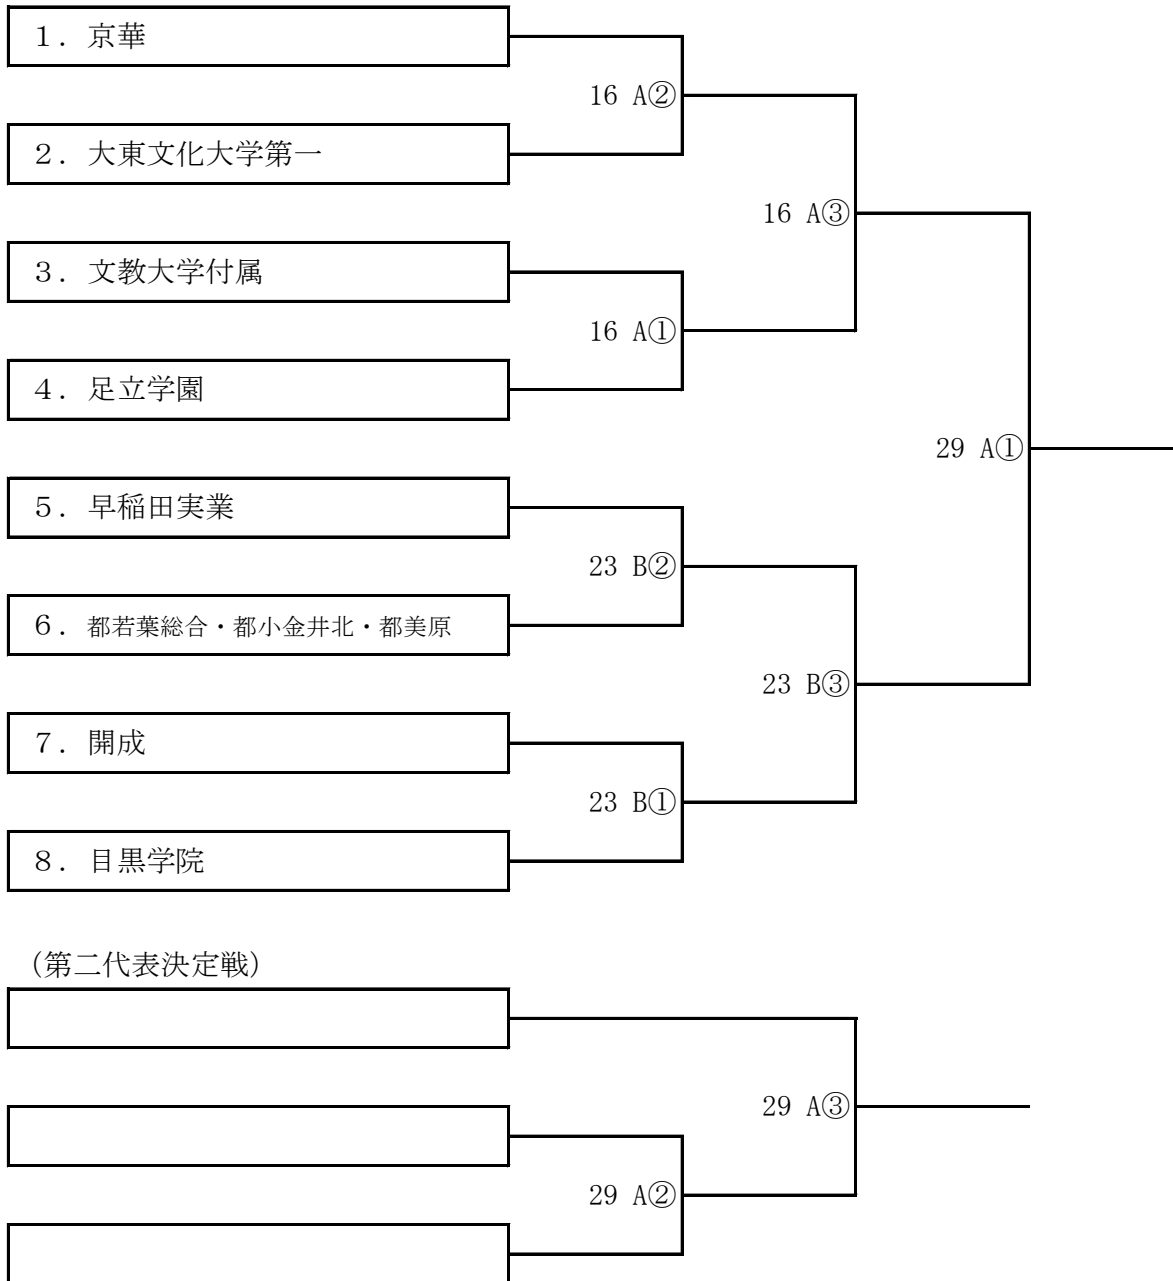 １．京華
16 A②
２．大東文化大学第一
16 A③
３．文教大学付属
16 A①
４．足立学園
29 A①
５．早稲田実業
23 B②
６．都若葉総合・都小金井北・都美原
23 B③
７．開成
23 B①
８．目黒学院
(第二代表決定戦)
29 A③
29 A②